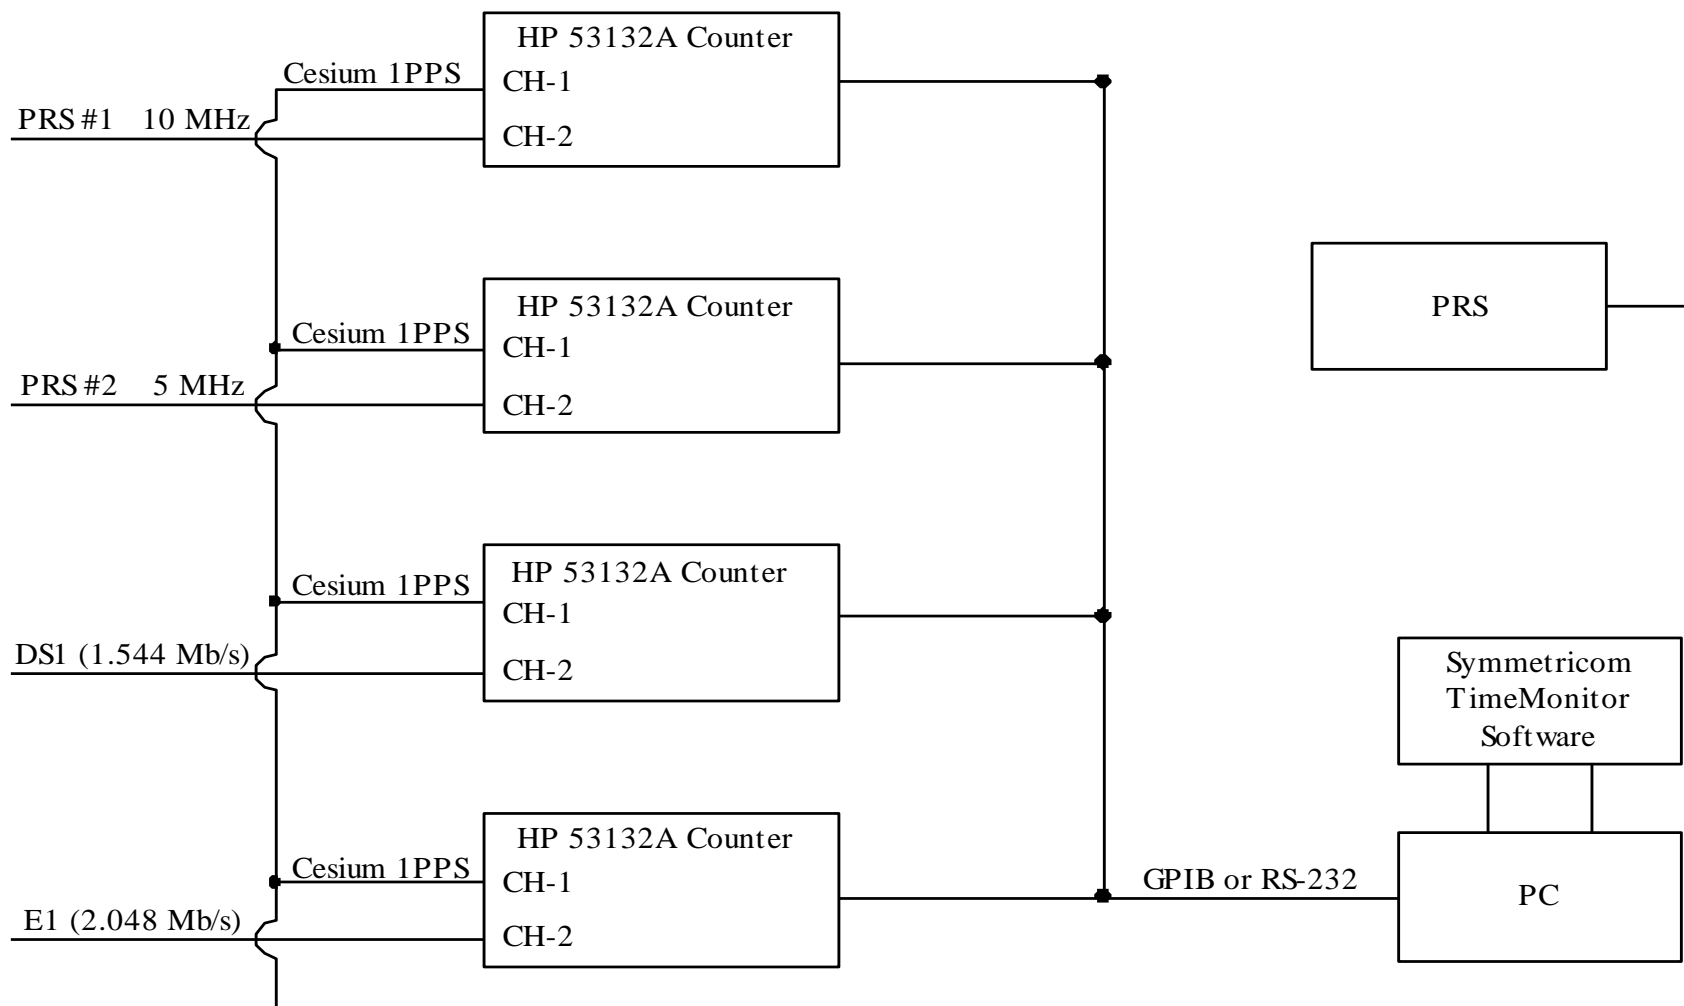 HP 53132A Counter
Cesium 1PPS
CH-1
PRS #1 10 MHz
CH-2
HP 53132A Counter
Cesium 1PPS
CH-1
PRS #2 5 MHz
CH-2
PRS
HP 53132A Counter
Cesium 1PPS
CH-1
DS1 (1.544 Mb/s)
CH-2
Symmetricom
TimeMonitor
Software
HP 53132A Counter
Cesium 1PPS
CH-1
E1 (2.048 Mb/s)
CH-2
GPIB or RS-232
PC